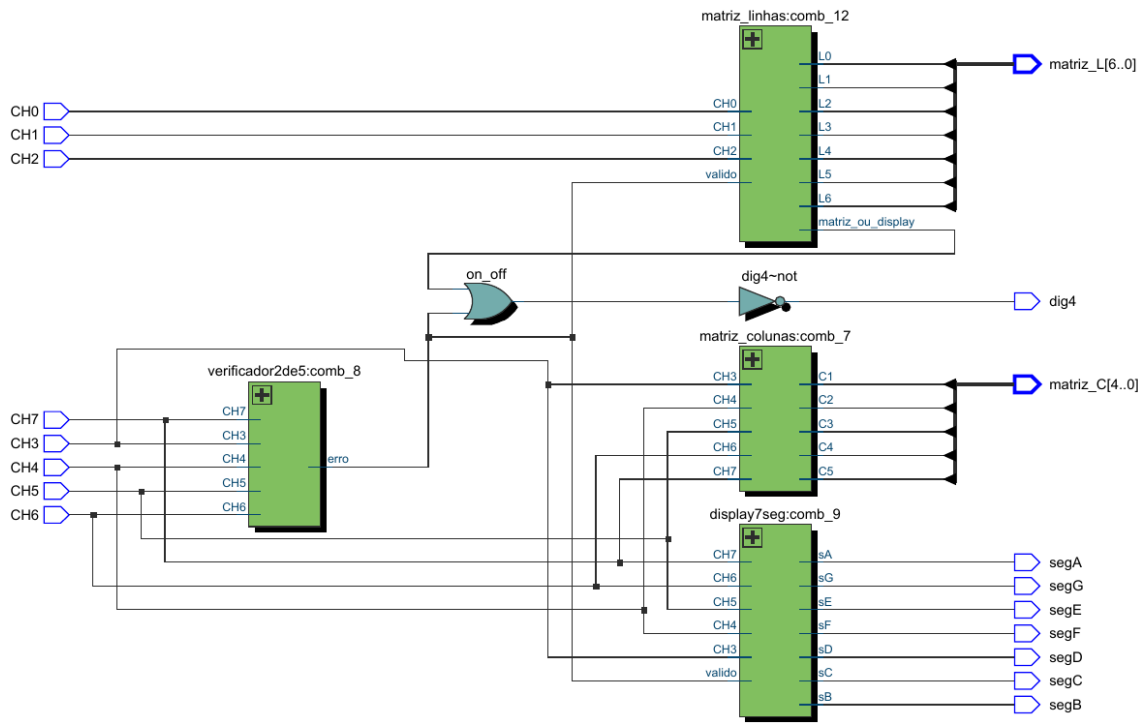 matriz_linhas:comb_12
CH0
CH1
CH2
CH0
CH1
CH2
valido
L0
L1
L2
L3
L4
L5
L6
matriz_ou_display
matriz_L[6..0]
on_off
dig4~not
dig4
verificador2de5:comb_8
CH7
CH3
CH4
CH5
CH6
CH7
CH3
CH4
CH5
CH6
erro
matriz_colunas:comb_7
CH3
CH4
CH5
CH6
CH7
C1
C2
C3
C4
C5
matriz_C[4..0]
display7seg:comb_9
CH7
CH6
CH5
CH4
CH3
valido
sA
sG
sE
sF
sD
sC
sB
segA
segG
segE
segF
segD
segC
segB